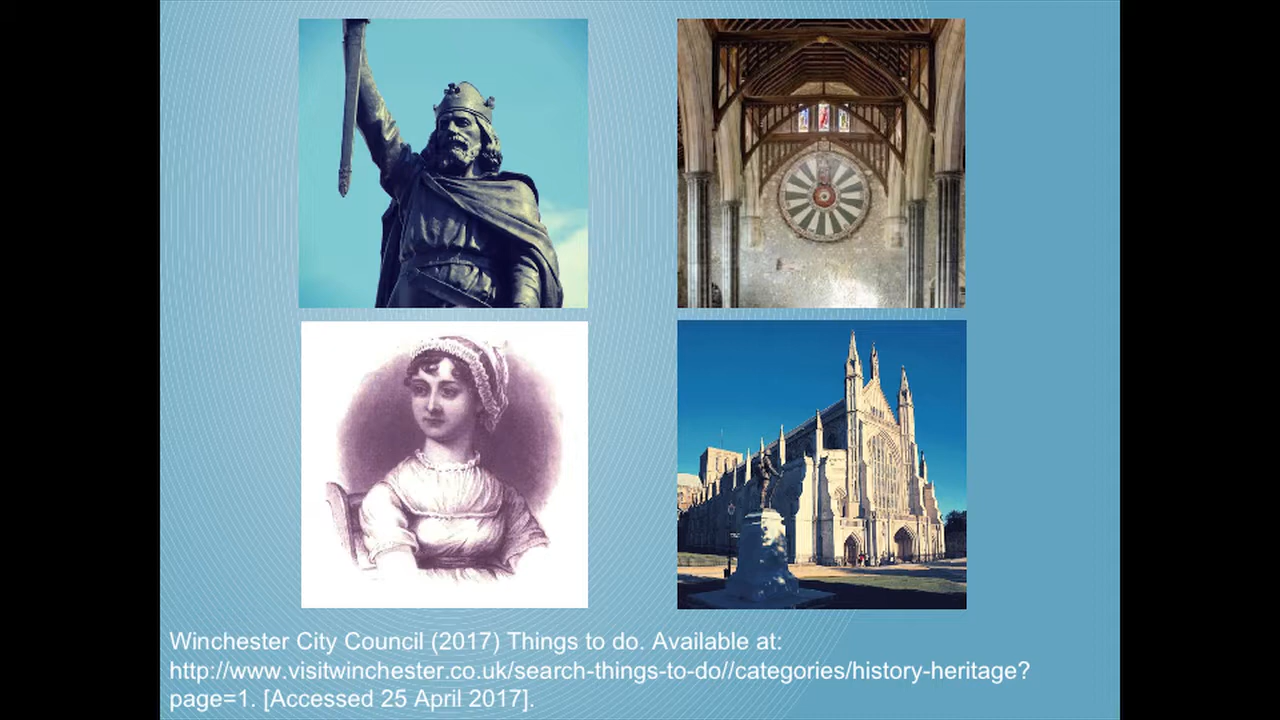 Winchester City Council (2017) Things to do. Available at:
http://www.visitwinchester.co.uk/search-things-to-do//categories/history-heritage?
page=1. [Accessed 25 April 2017].